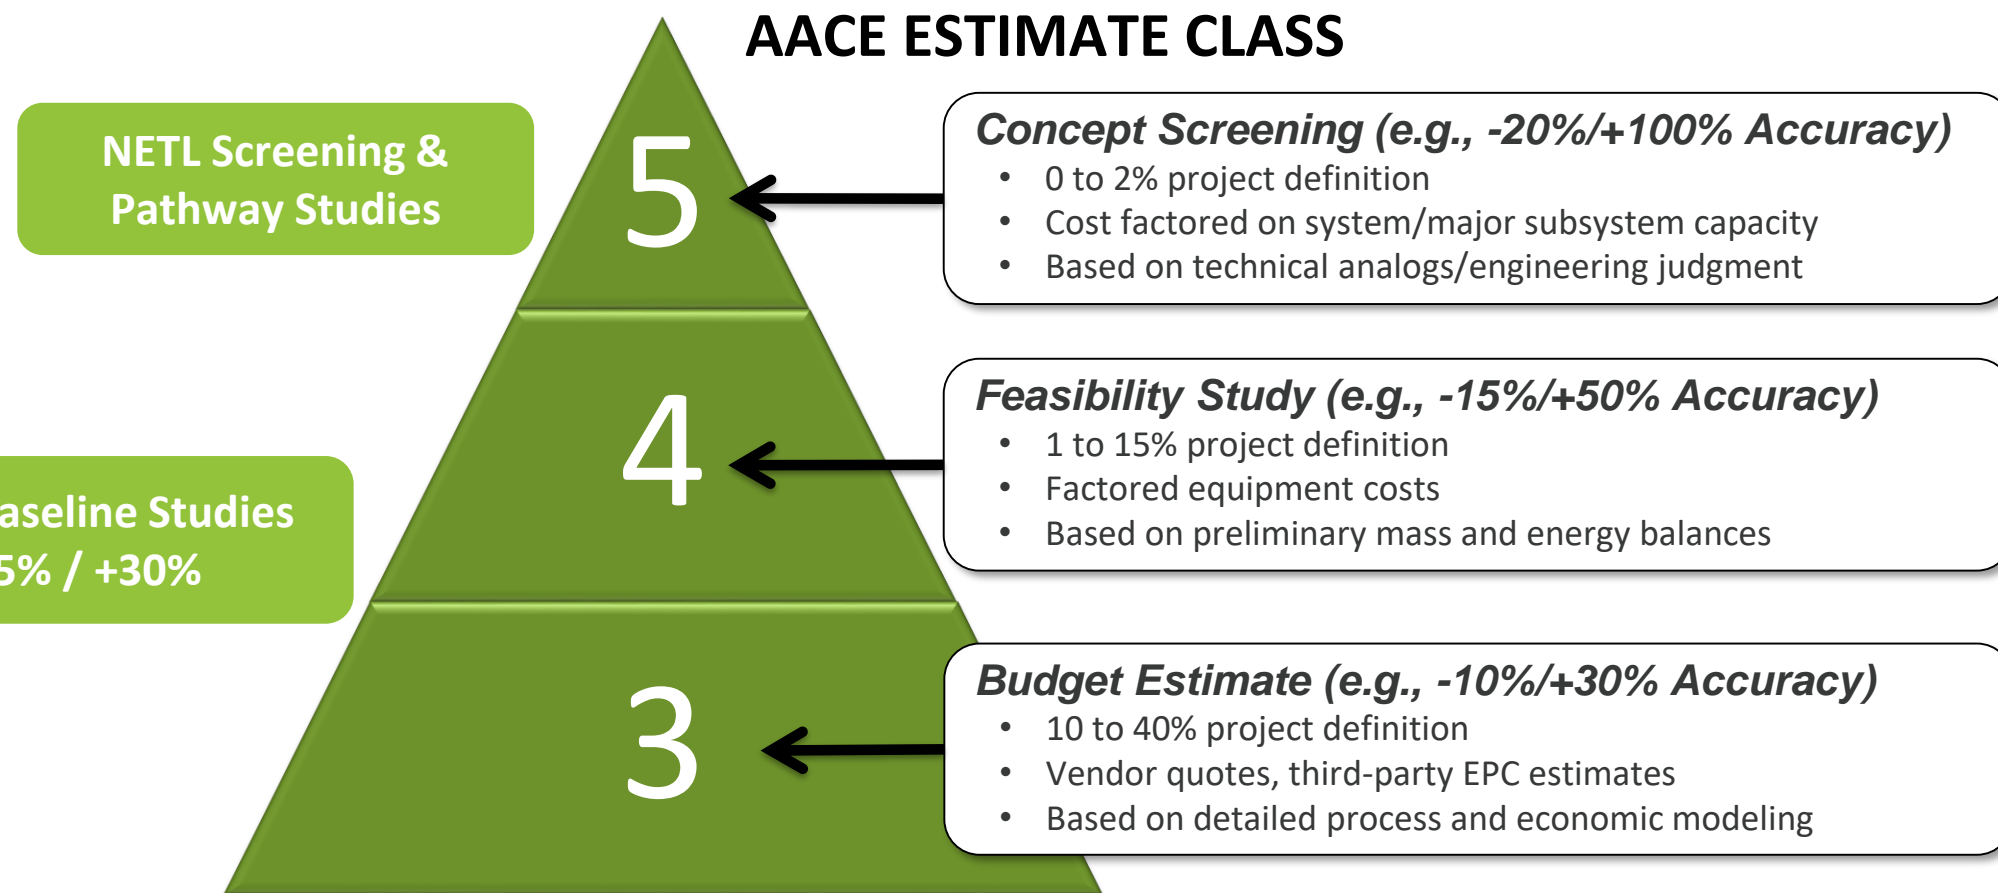 AACE ESTIMATE CLASS
NETL Screening &
Pathway Studies
5
Concept Screening (e.g., -20%/+100% Accuracy)
• 0 to 2% project definition
• Cost factored on system/major subsystem capacity
• Based on technical analogs/engineering judgment
4
Feasibility Study (e.g., -15%/+50% Accuracy)
• 1 to 15% project definition
• Factored equipment costs
• Based on preliminary mass and energy balances
aseline Studies
5% / +30%
3
Budget Estimate (e.g., -10%/+30% Accuracy)
• 10 to 40% project definition
• Vendor quotes, third-party EPC estimates
• Based on detailed process and economic modeling